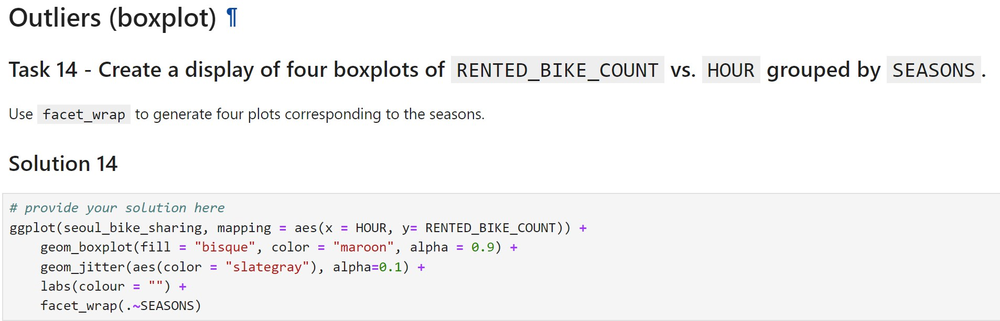 Outliers (boxplot) ¶
Task 14 - Create a display of four boxplots of RENTED_BIKE_COUNT vs. HOUR grouped by SEASONS.
Use facet_wrap to generate four plots corresponding to the seasons.
Solution 14
# provide your solution here
ggplot(seoul_bike_sharing, mapping = aes(x = HOUR, y= RENTED_BIKE_COUNT)) +
    geom_boxplot(fill = "bisque", color = "maroon", alpha = 0.9) +
    geom_jitter(aes(color = "slategray"), alpha=0.1) +
    labs(colour = "") +
    facet_wrap(.~SEASONS)